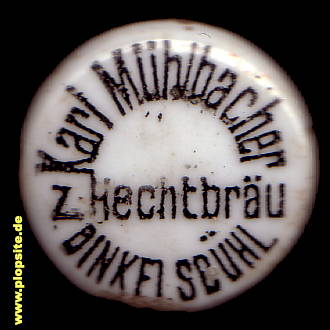 Karl Mühlbacher
z. Hechtbräu
DINKELSBÜHL
www.plopsite.de